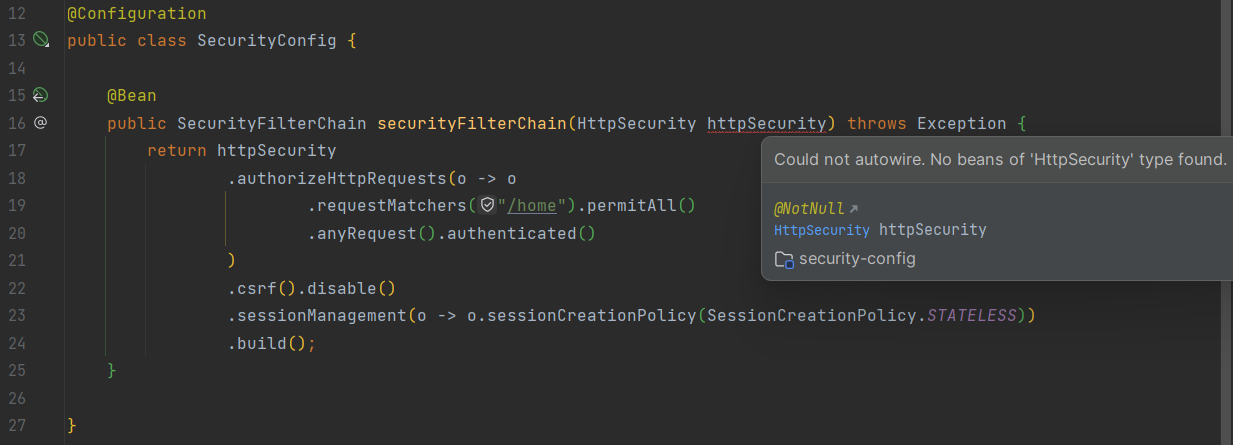 12 @Configuration
13 public class SecurityConfig {
14
15 @Bean
16 @ public SecurityFilterChain securityFilterChain(HttpSecurity httpSecurity) throws Exception {
17 return httpSecurity
18 .authorizeHttpRequests(o -> o
19 .requestMatchers("/home").permitAll()
20 .anyRequest().authenticated()
21 )
22 .csrf().disable()
23 .sessionManagement(o -> o.sessionCreationPolicy(SessionCreationPolicy.STATELESS))
24 .build();
25 }
26
27 }
Could not autowire. No beans of 'HttpSecurity' type found.
@NotNull
HttpSecurity httpSecurity
security-config